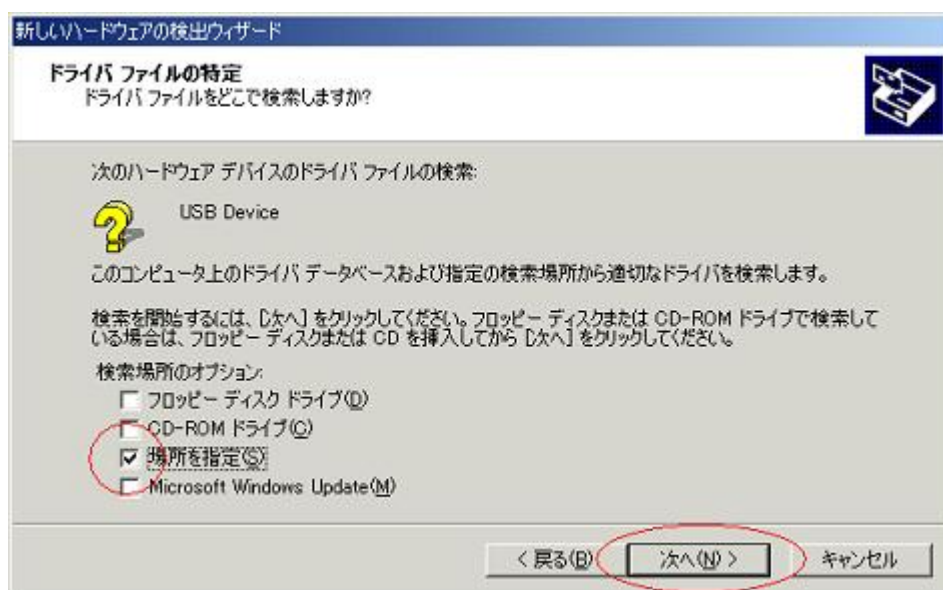 新しいハードウェアの検出ウィザード
ドライバ ファイルの特定
ドライバ ファイルをどこで検索しますか?
次のハードウェア デバイスのドライバ ファイルの検索:
USB Device
このコンピュータ上のドライバ データベースおよび指定の検索場所から適切なドライバを検索します。
検索を開始するには、[次へ] をクリックしてください。フロッピー ディスクまたは CD-ROM ドライブで検索して
いる場合は、フロッピー ディスクまたは CD を挿入してから [次へ] をクリックしてください。
検索場所のオプション:
フロッピー ディスク ドライブ(D)
CD-ROM ドライブ(C)
場所を指定(S)
Microsoft Windows Update(M)
< 戻る(B) 次へ(N) > キャンセル